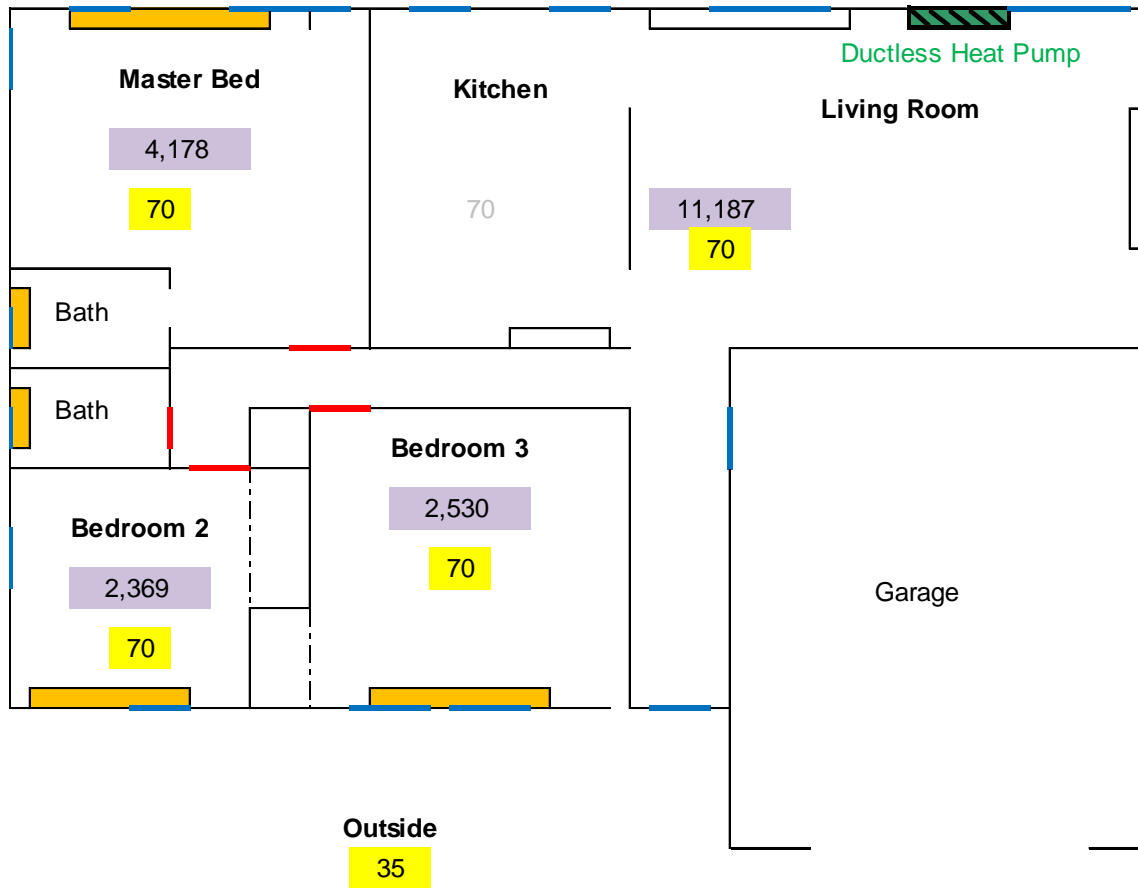 Ductless Heat Pump
Master Bed
Kitchen
Living Room
4,178
70
70
11,187
70
Bath
Bath
Bedroom 3
2,530
70
Bedroom 2
2,369
70
Garage
Outside
35